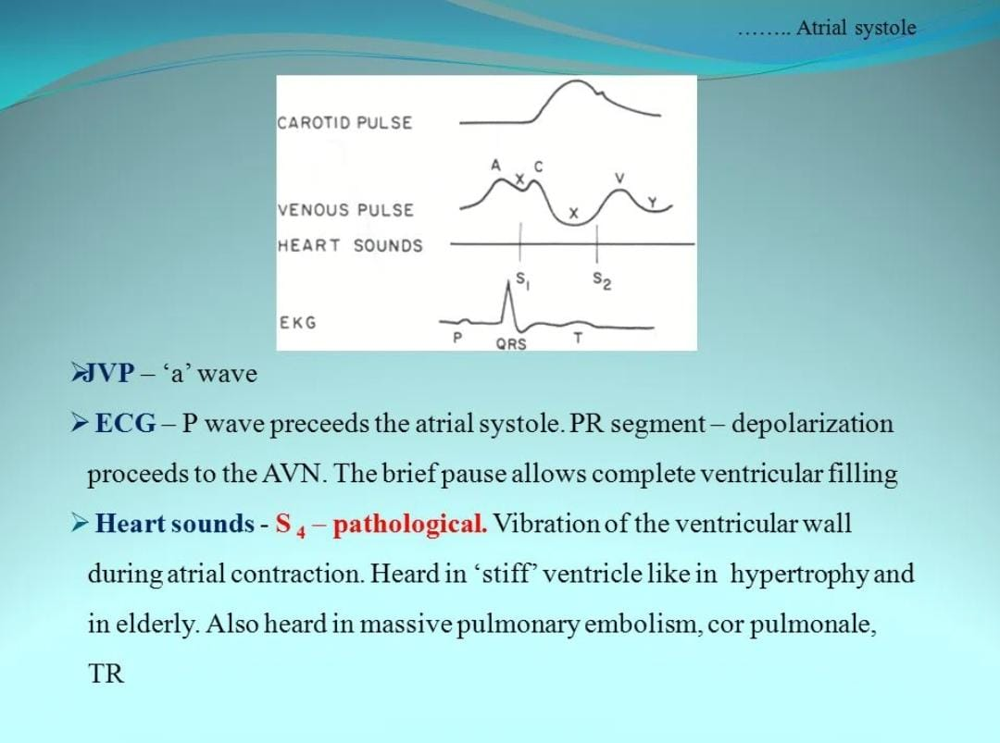 …….. Atrial systole
CAROTID PULSE
A X C
X
V
Y
VENOUS PULSE
HEART SOUNDS
S₁ S₂
EKG
P QRS T
➢JVP – ‘a’ wave
➢ECG – P wave preceeds the atrial systole. PR segment – depolarization
proceeds to the AVN. The brief pause allows complete ventricular filling
➢Heart sounds - S 4 – pathological. Vibration of the ventricular wall
during atrial contraction. Heard in ‘stiff’ ventricle like in hypertrophy and
in elderly. Also heard in massive pulmonary embolism, cor pulmonale,
TR